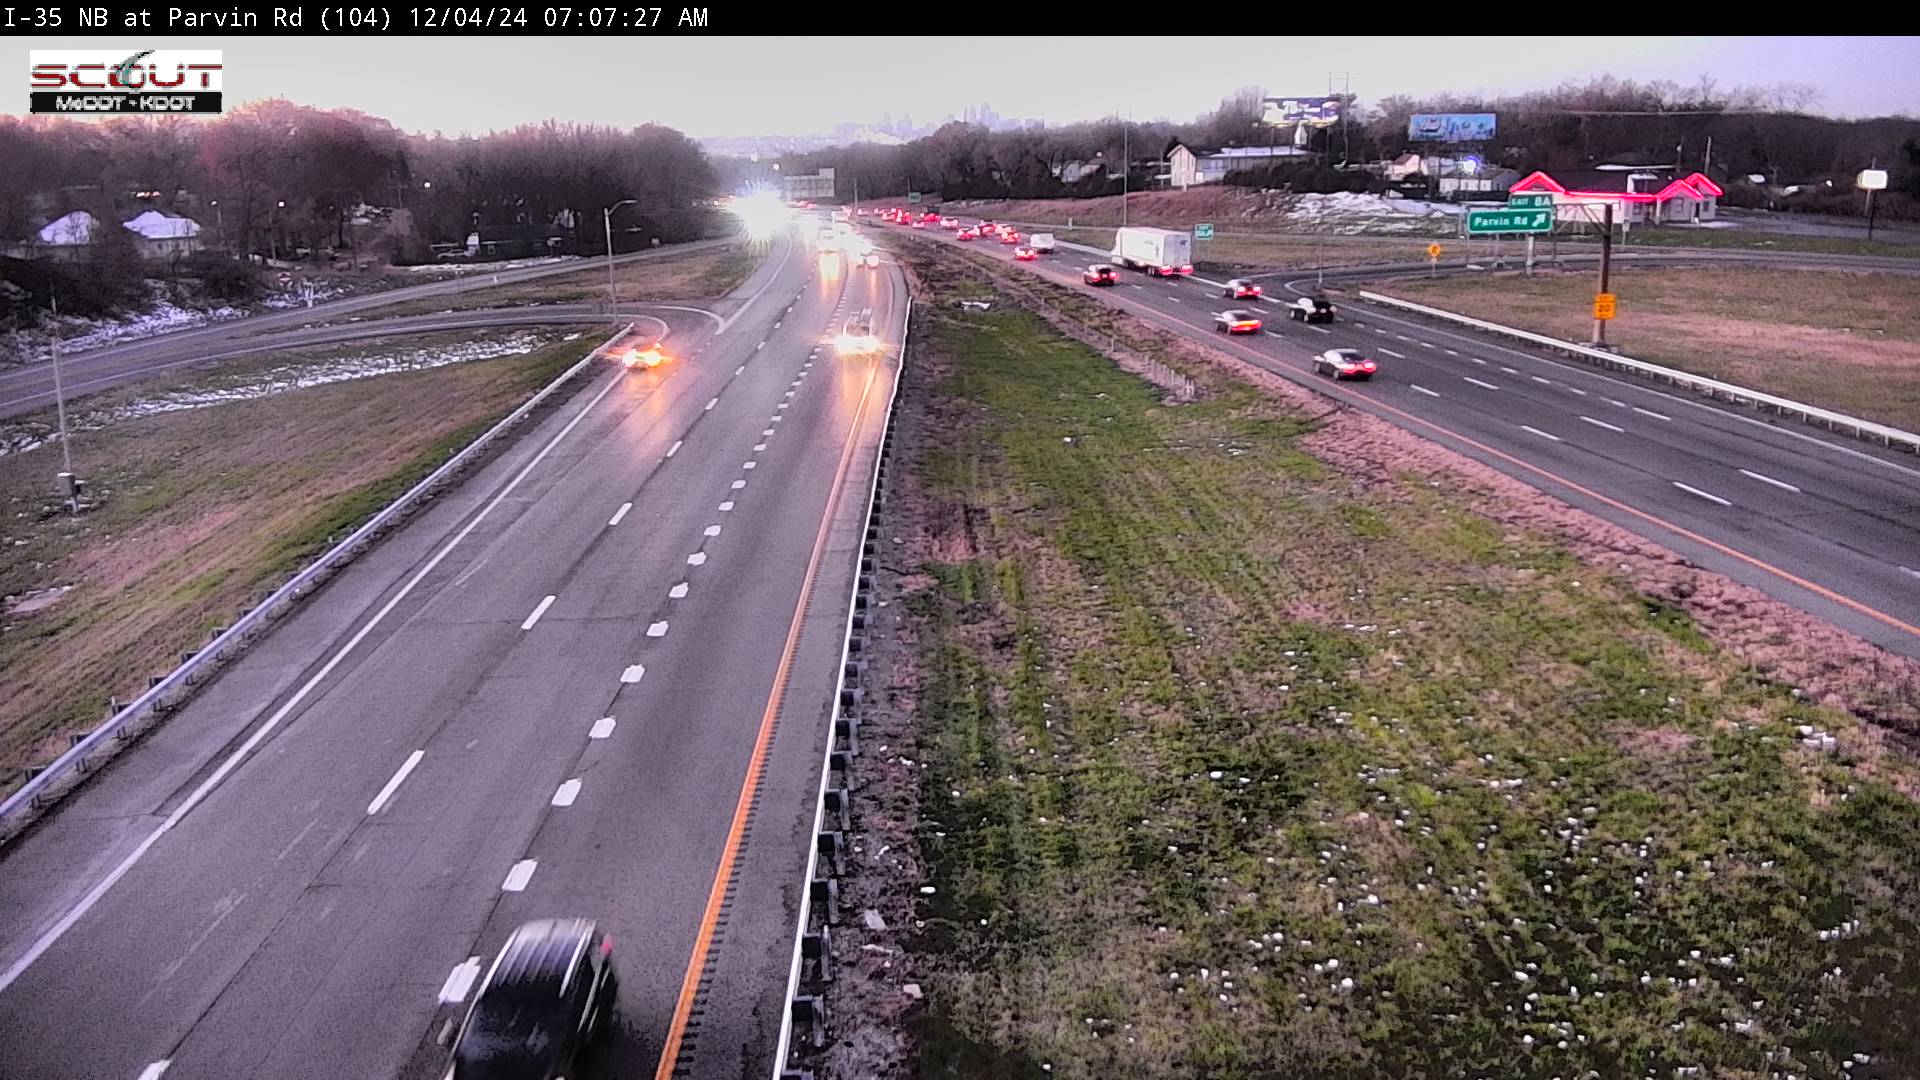 I-35 NB at Parvin Rd (104) 12/04/24 07:07:27 AM
SCOUT
MoDOT - KDOT
EXIT 8A
Parvin Rd
20